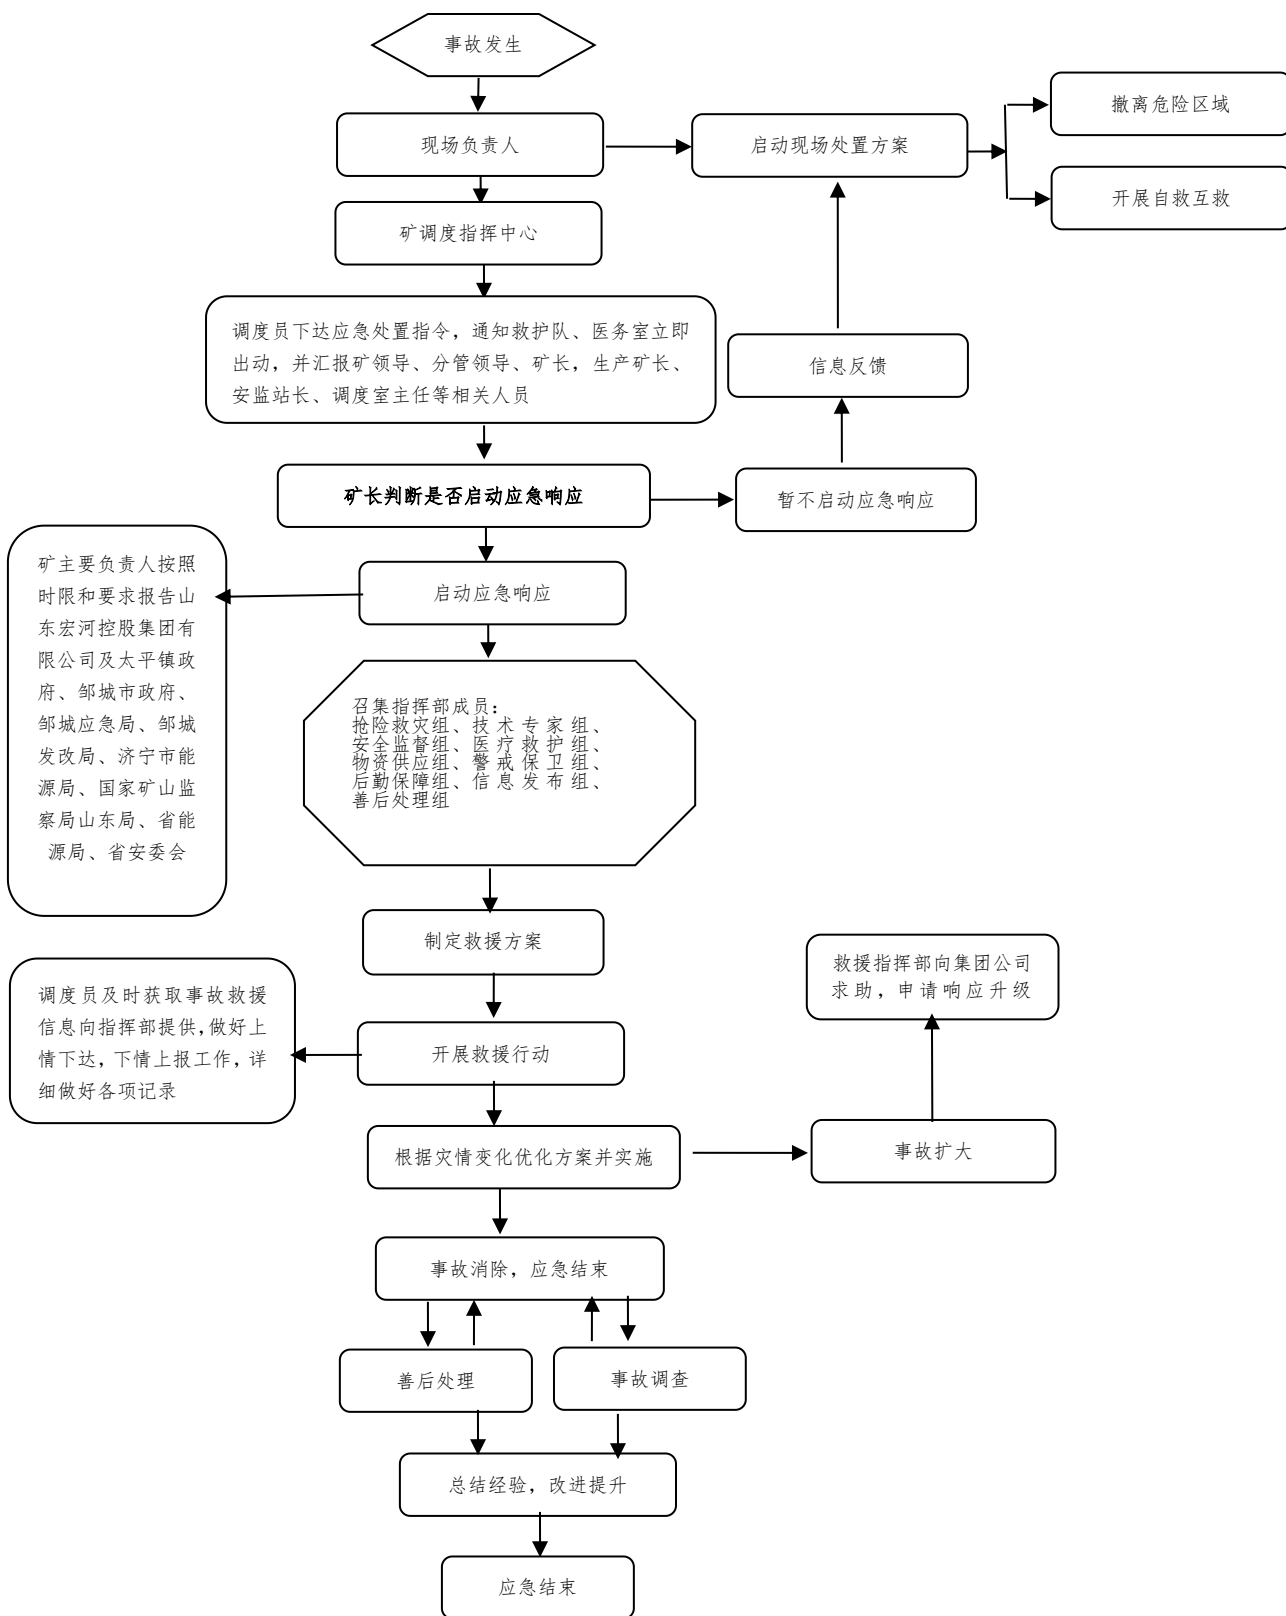 事故发生
撤离危险区域
现场负责人
启动现场处置方案
开展自救互救
矿调度指挥中心
调度员下达应急处置指令，通知救护队、医务室立即
出动，并汇报矿领导、分管领导、矿长，生产矿长、
安监站长、调度室主任等相关人员
信息反馈
矿长判断是否启动应急响应
暂不启动应急响应
矿主要负责人按照
时限和要求报告山
东宏河控股集团有
限公司及太平镇政
府、邹城市政府、
邹城应急局、邹城
发改局、济宁市能
源局、国家矿山监
察局山东局、省能
源局、省安委会
启动应急响应
召集指挥部成员：
抢险救灾组、技术专家组、
安全监督组、医疗救护组、
物资供应组、警戒保卫组、
后勤保障组、信息发布组、
善后处理组
制定救援方案
救援指挥部向集团公司
求助，申请响应升级
调度员及时获取事故救援
信息向指挥部提供，做好上
情下达，下情上报工作，详
细做好各项记录
开展救援行动
根据灾情变化优化方案并实施
事故扩大
事故消除，应急结束
善后处理
事故调查
总结经验，改进提升
应急结束